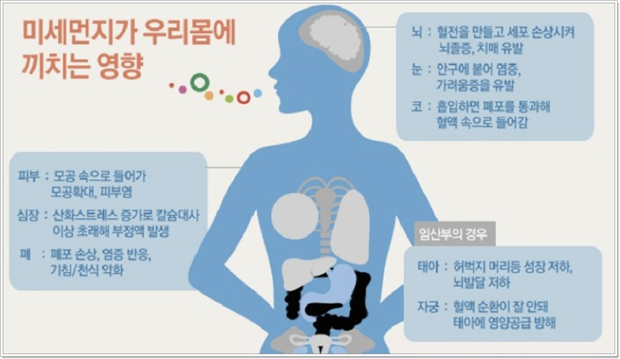 미세먼지가 우리몸에
끼치는 영향
뇌 : 혈전을 만들고 세포 손상시켜
뇌졸증, 치매 유발
눈 : 안구에 붙어 염증,
가려움증을 유발
코 : 흡입하면 폐포를 통과해
혈액 속으로 들어감
피부 : 모공 속으로 들어가
모공확대, 피부염
심장 : 산화스트레스 증가로 칼슘대사
이상 초래해 부정액 발생
폐 : 폐포 손상, 염증 반응,
기침/천식 악화
임산부의 경우
태아 : 허벅지 머리등 성장 저하,
뇌발달 저하
자궁 : 혈액 순환이 잘 안돼
태아에 영양공급 방해